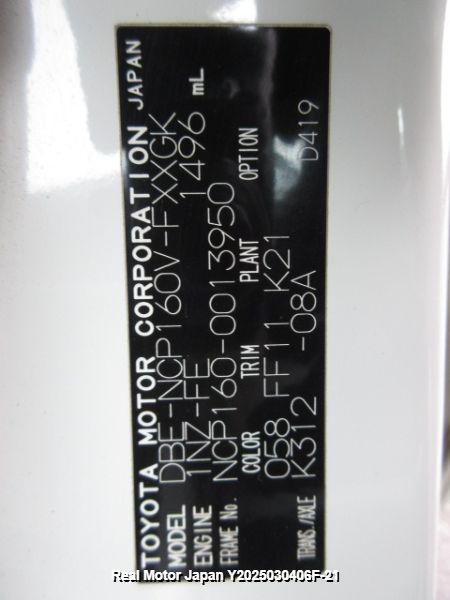 TOYOTA MOTOR CORPORATION JAPAN
MODEL DBE-NCP160V-FXXGK
ENGINE 1NZ-FE 1496 mL
FRAME No. NCP160-0013950
COLOR TRIM PLANT OPTION
058 FF11 K21
TRANS./AXLE K312 -08A D419
Real Motor Japan Y2025030406F-21